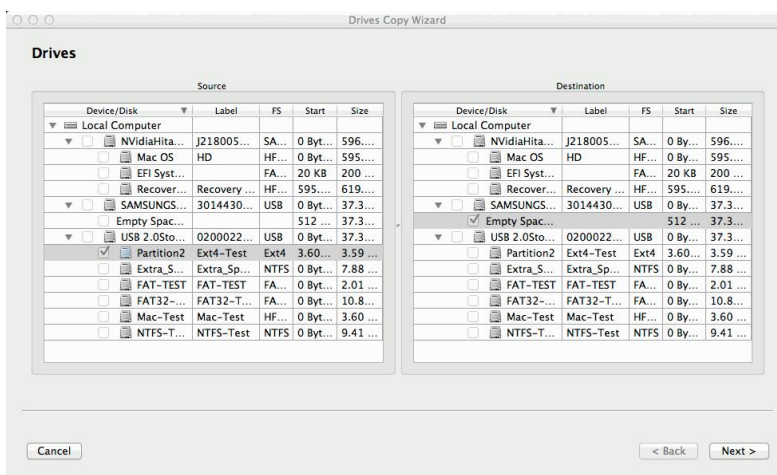 Drives Copy Wizard
Drives
Source
Device/Disk Label FS Start Size
Local Computer
NVidiaHita... J218005... SA... 0 Byt... 596....
Mac OS HD HF... 0 Byt... 595....
EFI Syst... FA... 20 KB 200 ...
Recover... Recovery ... HF... 595.... 619....
SAMSUNGS... 3014430... USB 0 Byt... 37.3...
Empty Spac... 512 ... 37.3...
USB 2.0Sto... 0200022... USB 0 Byt... 37.3...
Partition2 Ext4-Test Ext4 3.60... 3.59 ...
Extra_S... Extra_Sp... NTFS 0 Byt... 7.88 ...
FAT-TEST FAT-TEST FA... 0 Byt... 2.01 ...
FAT32-... FAT32-T... FA... 0 Byt... 10.8...
Mac-Test Mac-Test HF... 0 Byt... 3.60 ...
NTFS-T... NTFS-Test NTFS 0 Byt... 9.41 ...
Destination
Device/Disk Label FS Start Size
Local Computer
NVidiaHita... J218005... SA... 0 By... 596....
Mac OS HD HF... 0 By... 595....
EFI Syst... FA... 20 KB 200 ...
Recover... Recovery ... HF... 595.... 619....
SAMSUNGS... 3014430... USB 0 By... 37.3...
Empty Spac... 512 ... 37.3...
USB 2.0Sto... 0200022... USB 0 By... 37.3...
Partition2 Ext4-Test Ext4 3.60... 3.59 ...
Extra_S... Extra_Sp... NTFS 0 By... 7.88 ...
FAT-TEST FAT-TEST FA... 0 By... 2.01 ...
FAT32-... FAT32-T... FA... 0 By... 10.8...
Mac-Test Mac-Test HF... 0 By... 3.60 ...
NTFS-T... NTFS-Test NTFS 0 By... 9.41 ...
Cancel
< Back
Next >